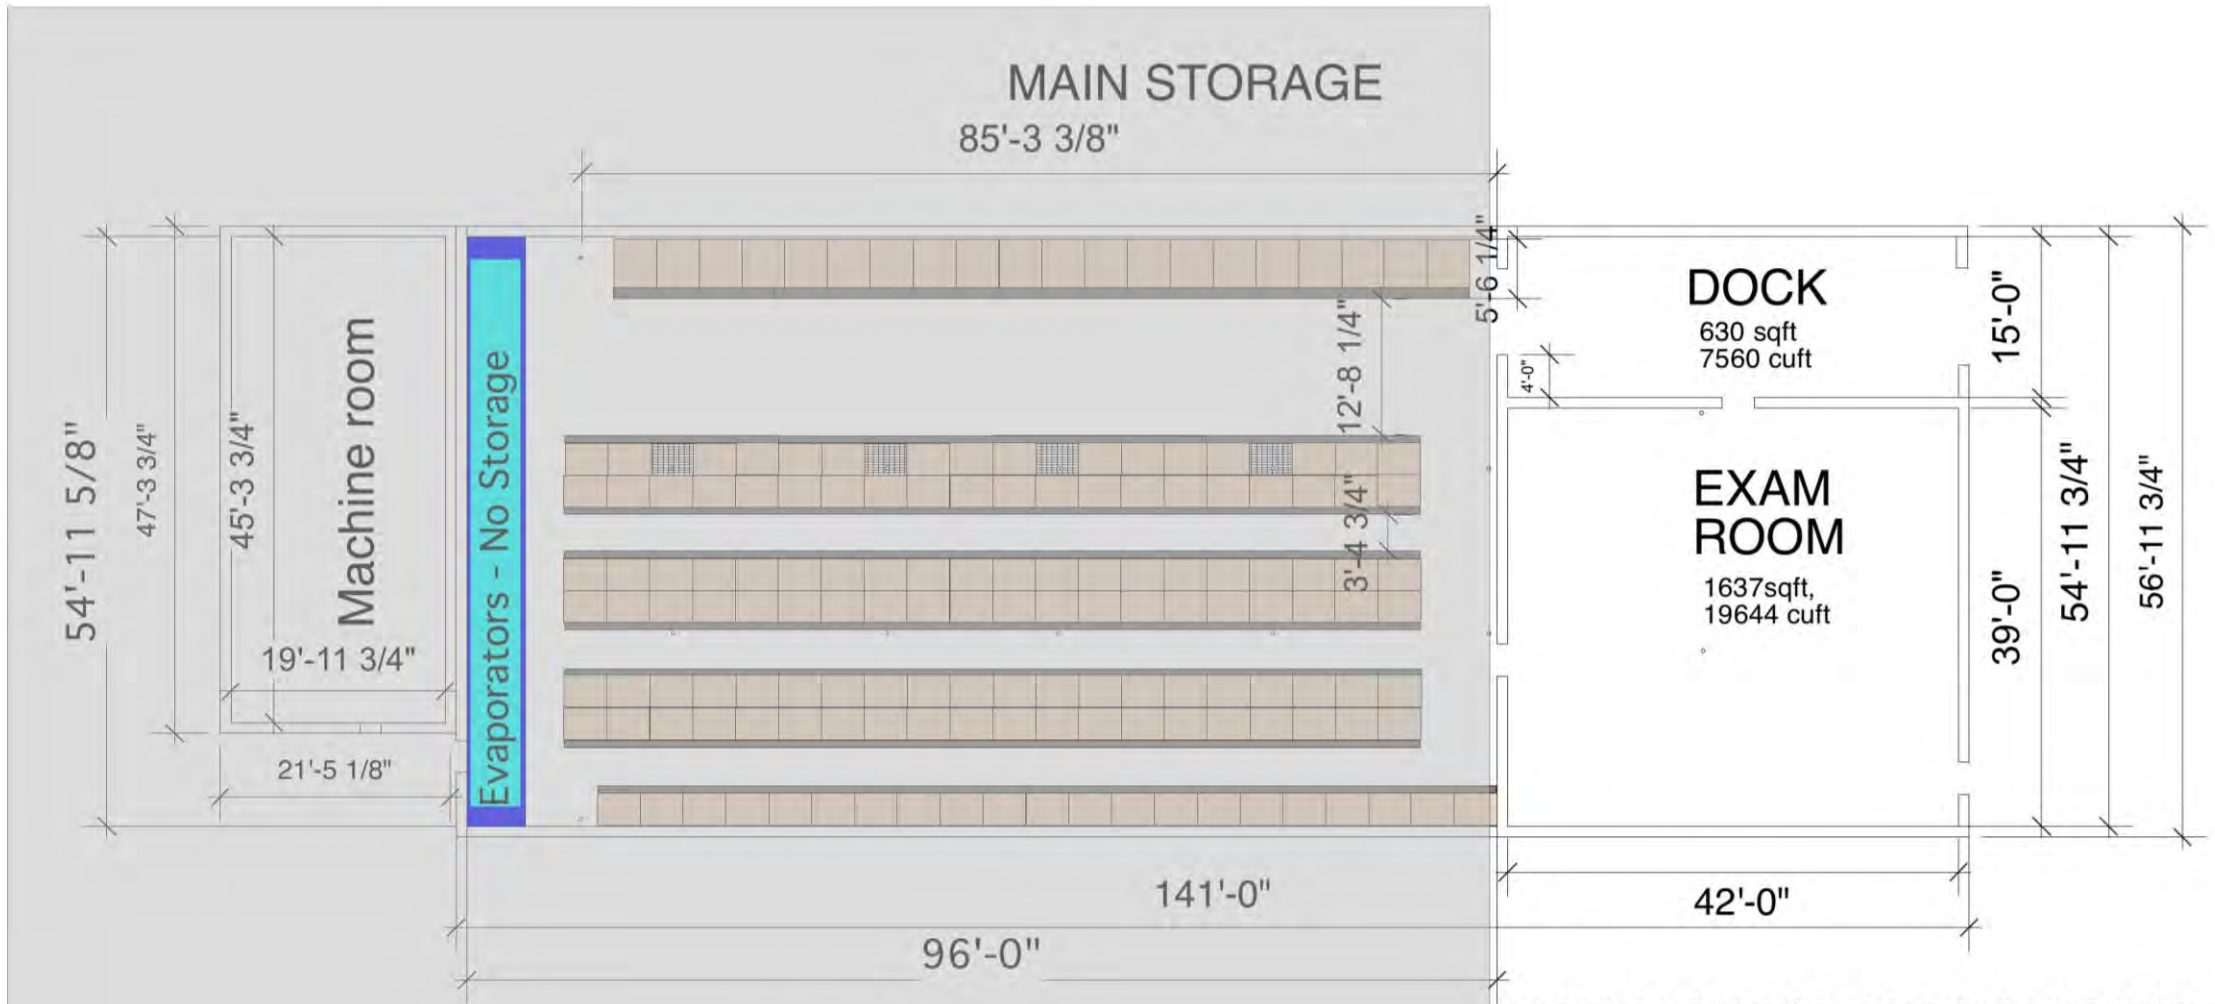 MAIN STORAGE
85'-3 3/8"
5'-6 1/4"
DOCK
630 sqft
7560 cuft
15'-0"
4'-0"
12'-8 1/4"
54'-11 5/8"
47'-3 3/4"
45'-3 3/4"
Machine room
Evaporators - No Storage
3'-4 3/4"
EXAM
ROOM
1637sqft,
19644 cuft
39'-0"
54'-11 3/4"
56'-11 3/4"
19'-11 3/4"
21'-5 1/8"
141'-0"
42'-0"
96'-0"